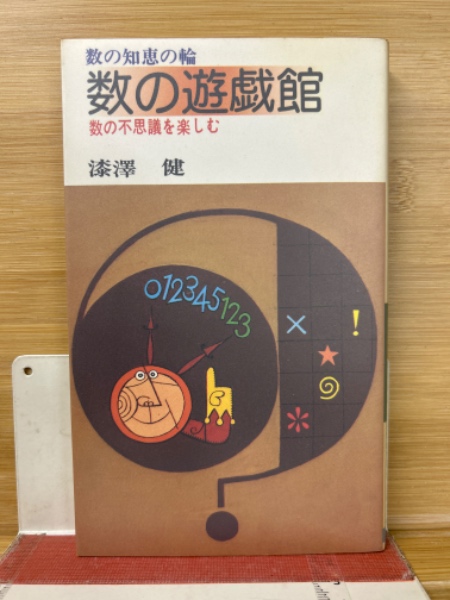 数の知恵の輪
数の遊戯館
数の不思議を楽しむ
漆澤 健
012345123
×
!